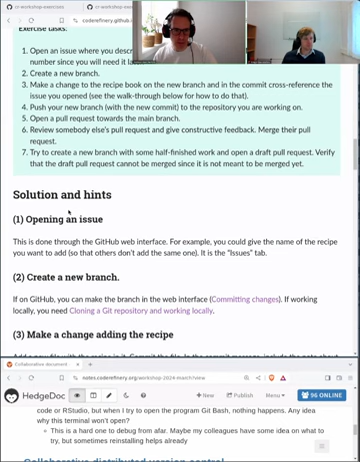 cr-workshop-exercises
coderefinery.github.
Exercise tasks:
1. Open an issue where you descr
number since you will need it l
2. Create a new branch.
3. Make a change to the recipe book on the new branch and in the commit cross-reference the
issue you opened (see the walk-through below for how to do that).
4. Push your new branch (with the new commit) to the repository you are working on.
5. Open a pull request towards the main branch.
6. Review somebody else's pull request and give constructive feedback. Merge their pull
request.
7. Try to create a new branch with some half-finished work and open a draft pull request. Verify
that the draft pull request cannot be merged since it is not meant to be merged yet.
Solution and hints
(1) Opening an issue
This is done through the GitHub web interface. For example, you could give the name of the recipe
you want to add (so that others don't add the same one). It is the "Issues" tab.
(2) Create a new branch.
If on GitHub, you can make the branch in the web interface (Committing changes). If working
locally, you need Cloning a Git repository and working locally.
(3) Make a change adding the recipe
Collaborative document
notes.coderefinery.org/workshop-2024-march?view
HedgeDoc
+ New
Publish
Menu
96 ONLINE
code or RStudio, but when I try to open the program Git Bash, nothing happens. Any idea
why this terminal won't open?
This is a hard one to debug from afar. Maybe my colleagues have some idea on what to
try, but sometimes reinstalling helps already
Collaborative distributed version control